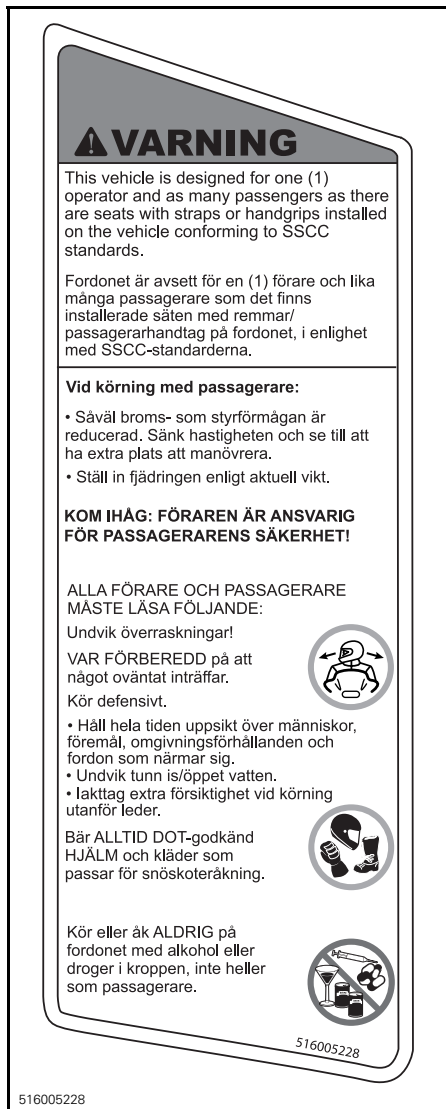 VARNING
This vehicle is designed for one (1)
operator and as many passengers as there
are seats with straps or handgrips installed
on the vehicle conforming to SSCC
standards.
Fordonet är avsett för en (1) förare och lika
många passagerare som det finns
installerade säten med remmar/
passagerarhandtag på fordonet, i enlighet
med SSCC-standarderna.
Vid körning med passagerare:
• Såväl broms- som styrförmågan är
reducerad. Sänk hastigheten och se till att
ha extra plats att manövrera.
• Ställ in fjädringen enligt aktuell vikt.
KOM IHÅG: FÖRAREN ÄR ANSVARIG
FÖR PASSAGERARENS SÄKERHET!
ALLA FÖRARE OCH PASSAGERARE
MÅSTE LÄSA FÖLJANDE:
Undvik överraskningar!
VAR FÖRBEREDD på att
något oväntat inträffar.
Kör defensivt.
• Håll hela tiden uppsikt över människor,
föremål, omgivningsförhållanden och
fordon som närmar sig.
• Undvik tunn is/öppet vatten.
• Iakttag extra försiktighet vid körning
utanför leder.
Bär ALLTID DOT-godkänd
HJÄLM och kläder som
passar för snöskoteråkning.
Kör eller åk ALDRIG på
fordonet med alkohol eller
droger i kroppen, inte heller
som passagerare.
516005228
516005228